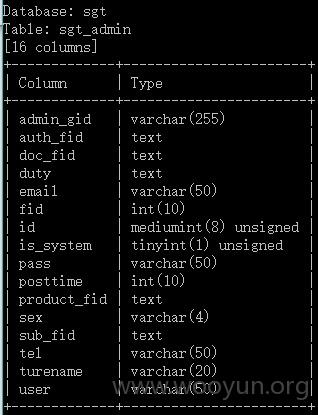 Database: sgt
Table: sgt_admin
[16 columns]
+-------------+-----------------------+
| Column | Type |
+-------------+-----------------------+
| admin_gid | varchar(255) |
| auth_fid | text |
| doc_fid | text |
| duty | text |
| email | varchar(50) |
| fid | int(10) |
| id | mediumint(8) unsigned |
| is_system | tinyint(1) unsigned |
| pass | varchar(50) |
| posttime | int(10) |
| product_fid | text |
| sex | varchar(4) |
| sub_fid | text |
| tel | varchar(50) |
| turename | varchar(20) |
| user | varchar(50) |
+-------------+-----------------------+
www.wooyun.org